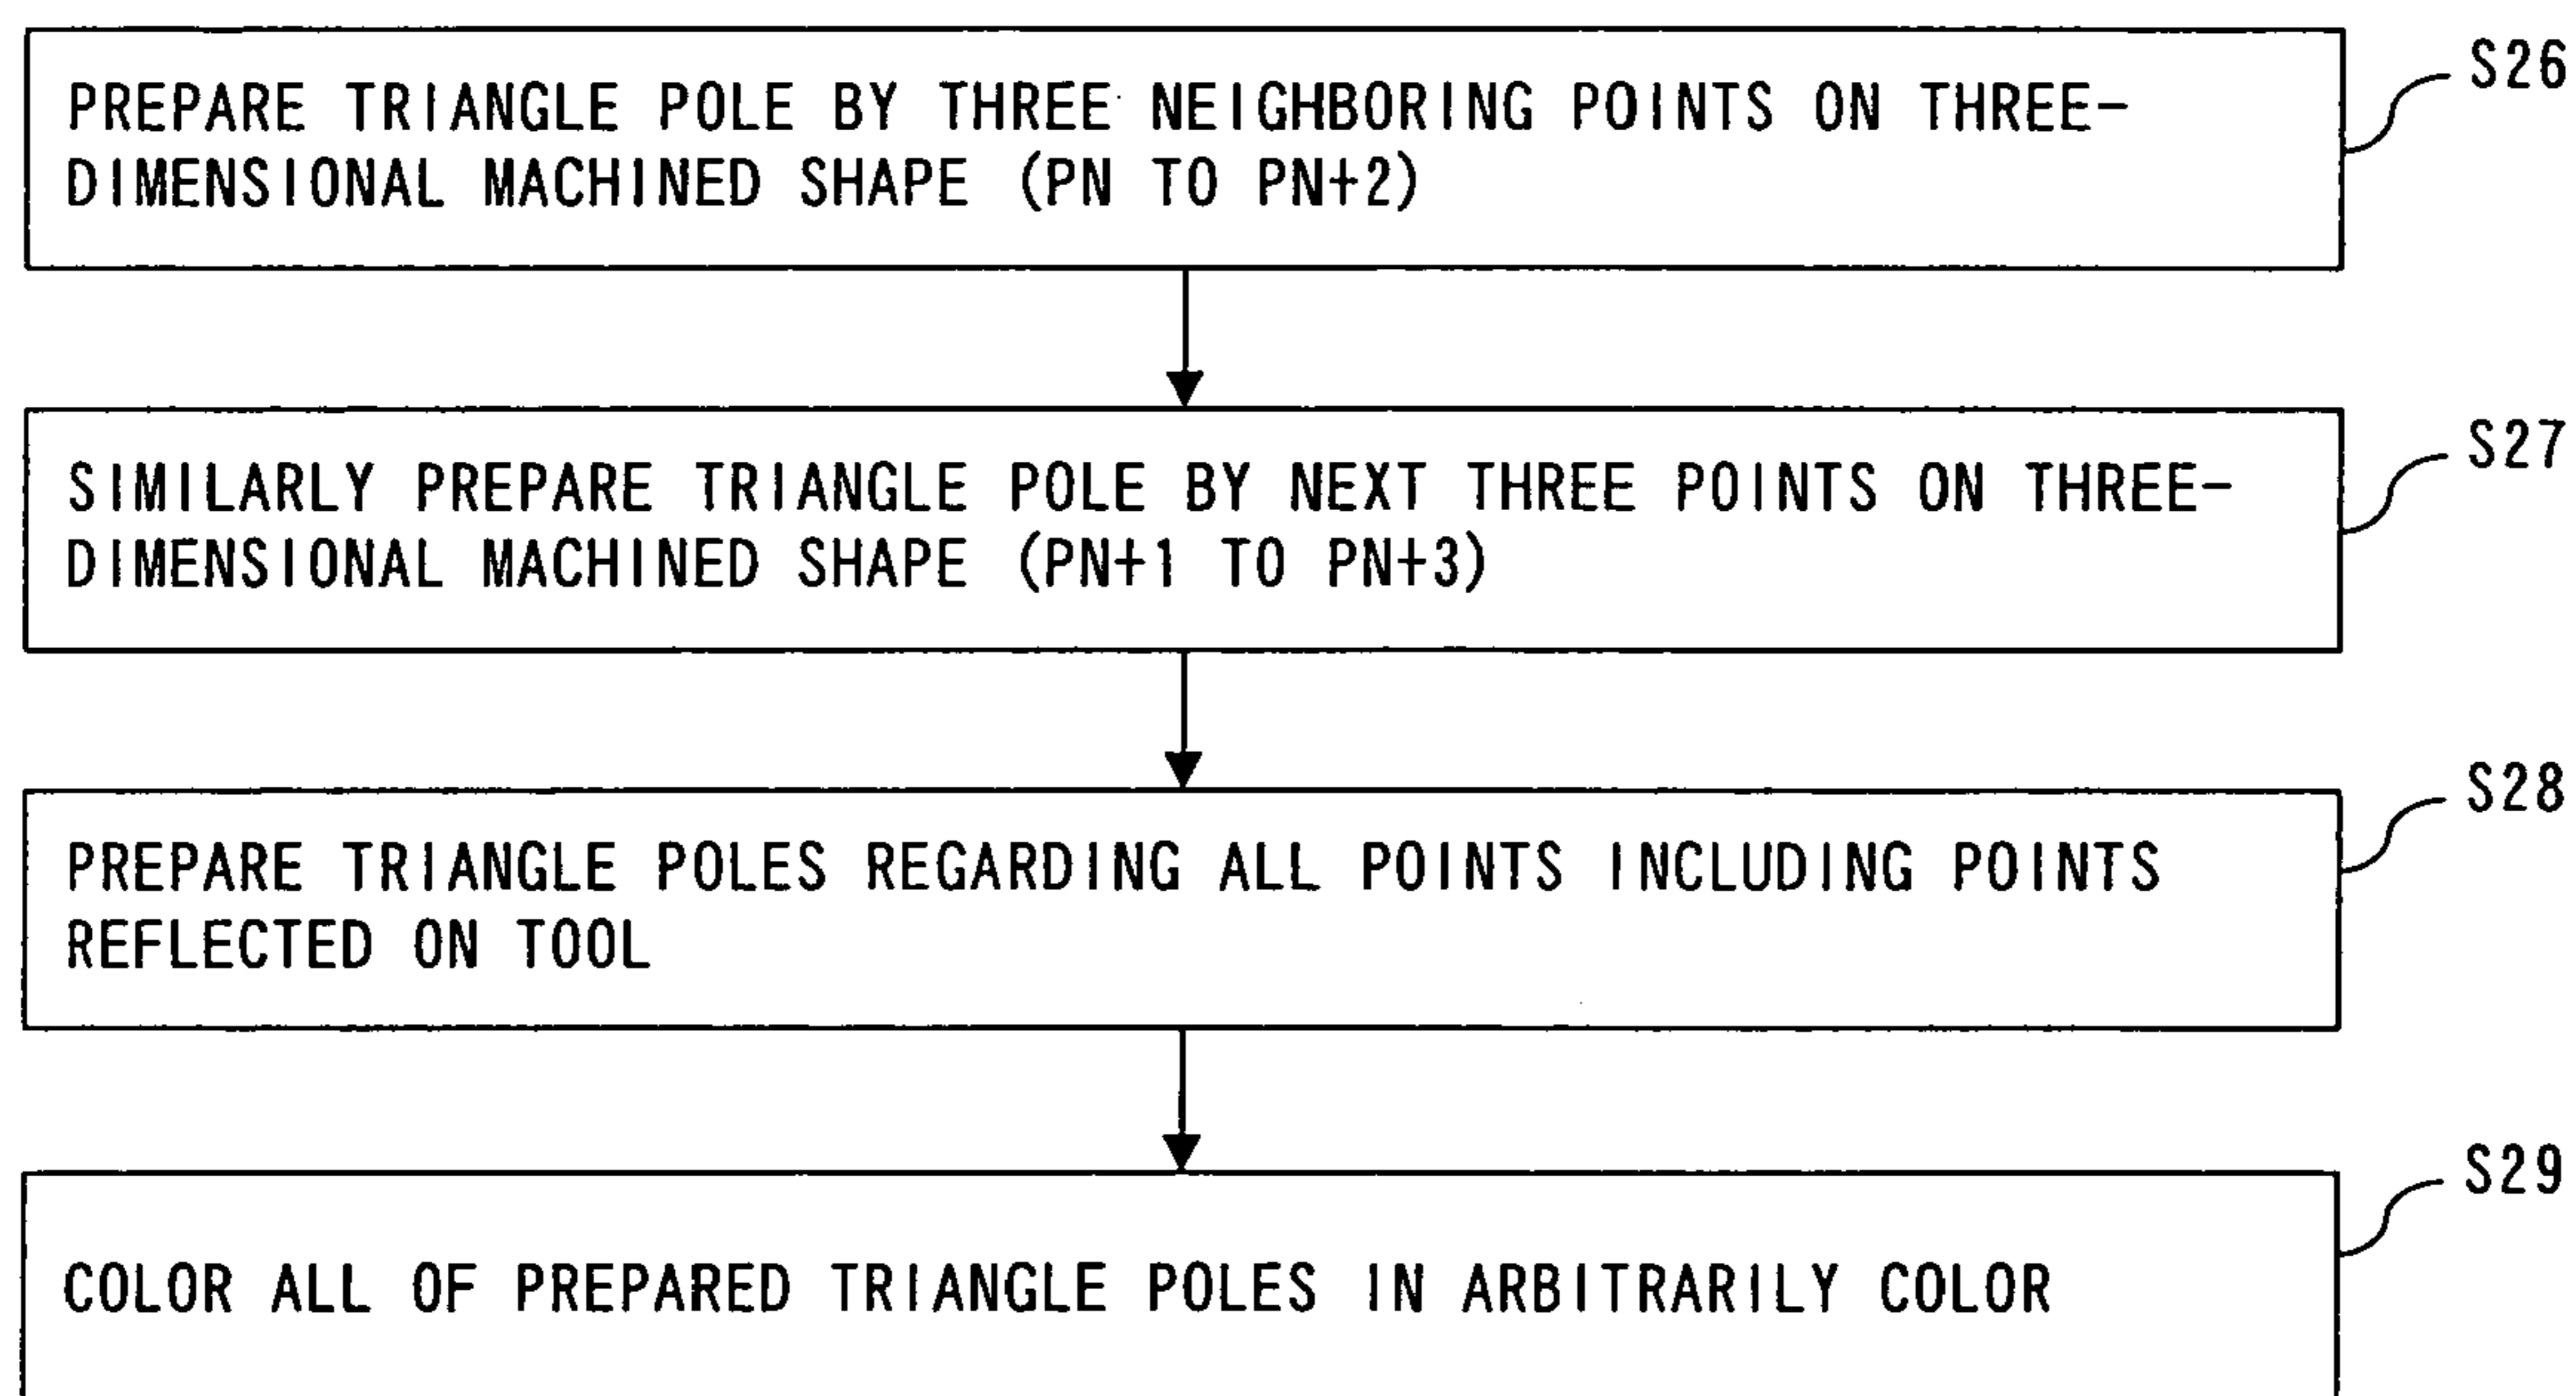 PREPARE TRIANGLE POLE BY THREE NEIGHBORING POINTS ON THREE-
DIMENSIONAL MACHINED SHAPE (PN TO PN+2)
S26
SIMILARLY PREPARE TRIANGLE POLE BY NEXT THREE POINTS ON THREE-
DIMENSIONAL MACHINED SHAPE (PN+1 TO PN+3)
S27
PREPARE TRIANGLE POLES REGARDING ALL POINTS INCLUDING POINTS
REFLECTED ON TOOL
S28
COLOR ALL OF PREPARED TRIANGLE POLES IN ARBITRARILY COLOR
S29